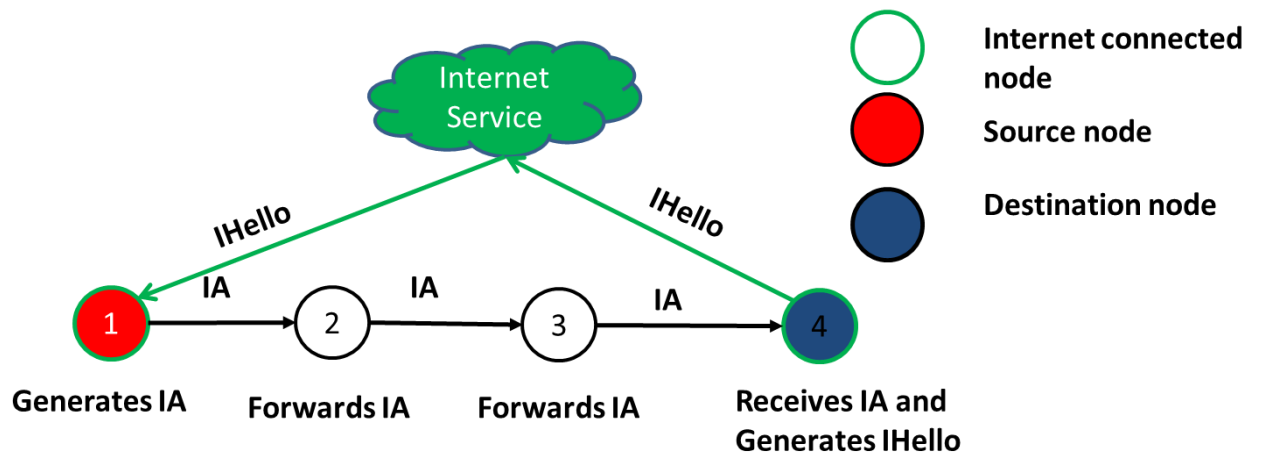 Internet
Service
Internet connected
node
Source node
Destination node
IHello
IHello
IA
IA
IA
1
2
3
4
Generates IA
Forwards IA
Forwards IA
Receives IA and
Generates IHello